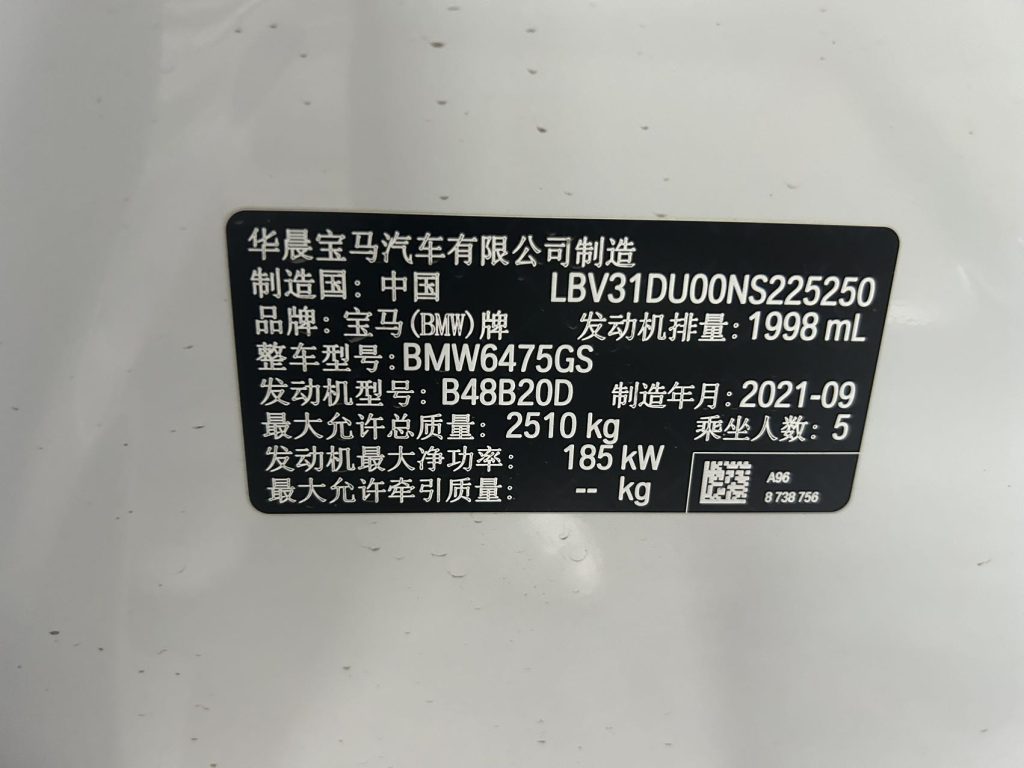 华晨宝马汽车有限公司制造
制造国：中国 LBV31DU00NS225250
品牌：宝马(BMW)牌 发动机排量：1998 mL
整车型号：BMW6475GS
发动机型号：B48B20D 制造年月：2021-09
最大允许总质量：2510 kg 乘坐人数：5
发动机最大净功率：185 kW
最大允许牵引质量：-- kg
A96
8 738 756